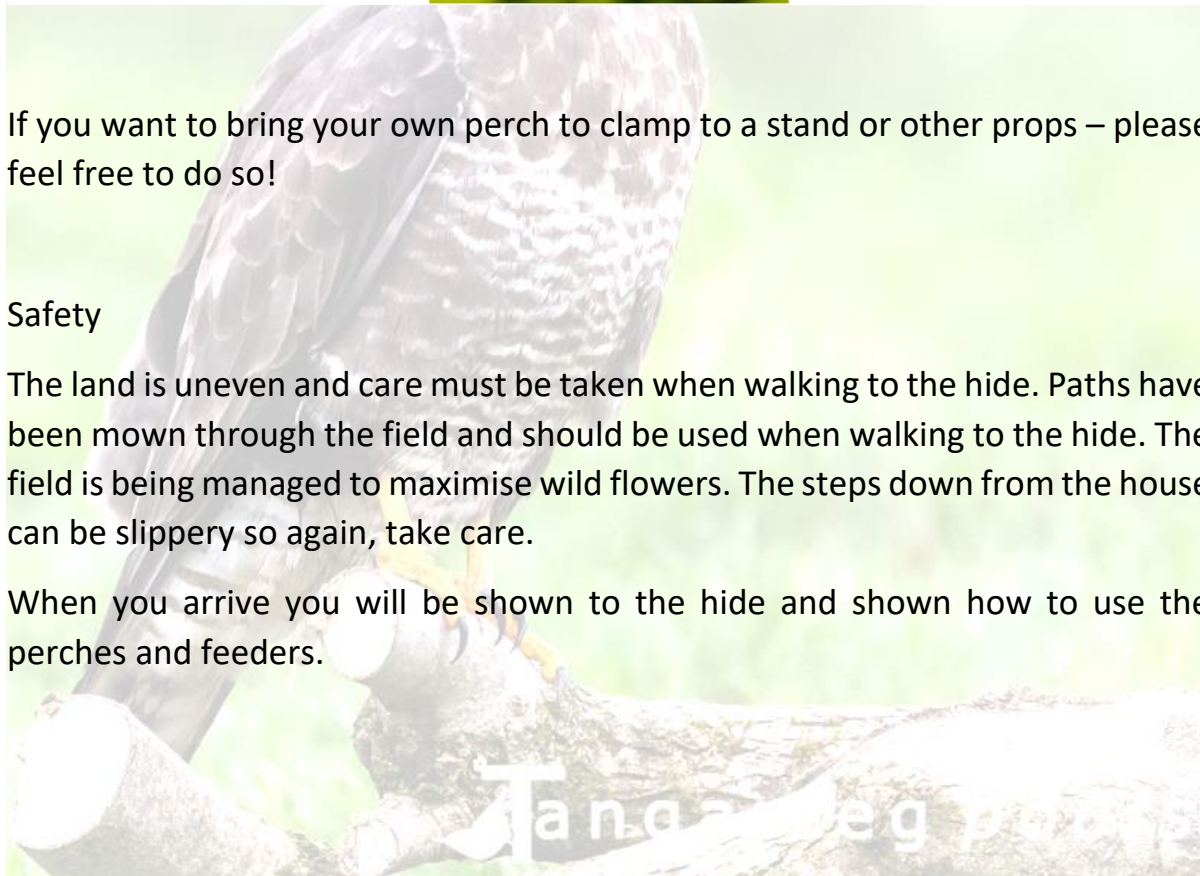 If you want to bring your own perch to clamp to a stand or other props – please
feel free to do so!
Safety
The land is uneven and care must be taken when walking to the hide. Paths have
been mown through the field and should be used when walking to the hide. The
field is being managed to maximise wild flowers. The steps down from the house
can be slippery so again, take care.
When you arrive you will be shown to the hide and shown how to use the
perches and feeders.